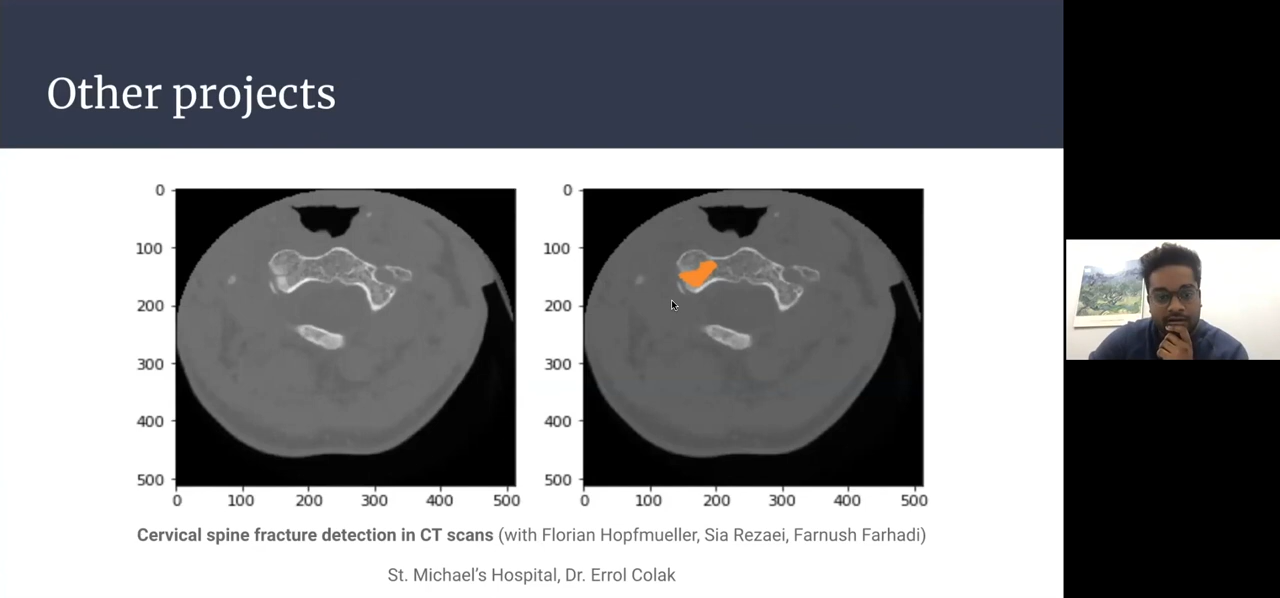 Other projects
0
100
200
300
400
500
0 100 200 300 400 500
0
100
200
300
400
500
0 100 200 300 400 500
Cervical spine fracture detection in CT scans (with Florian Hopfmueller, Sia Rezaei, Farnush Farhadi)
St. Michael's Hospital, Dr. Errol Colak